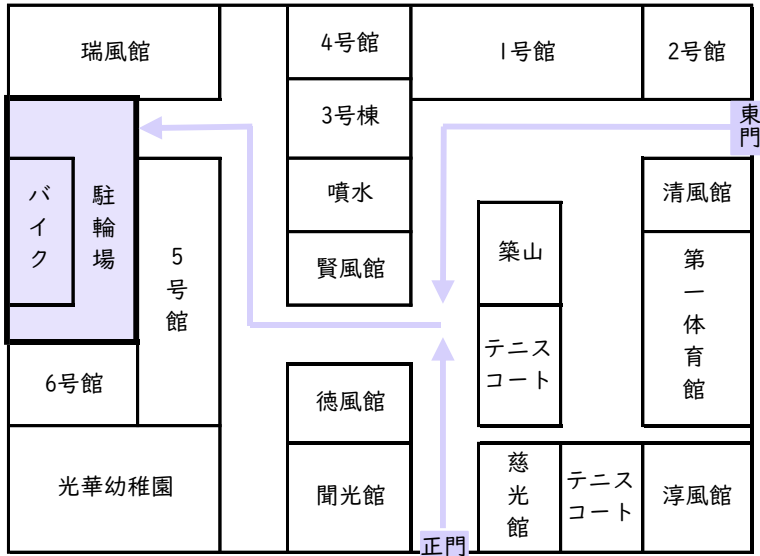 瑞風館
4号館
1号館
2号館
3号棟
東門
バイク
駐輪場
5号館
噴水
清風館
賢風館
築山
第一体育館
テニス
コート
6号館
徳風館
光華幼稚園
聞光館
慈光館
テニス
コート
淳風館
正門